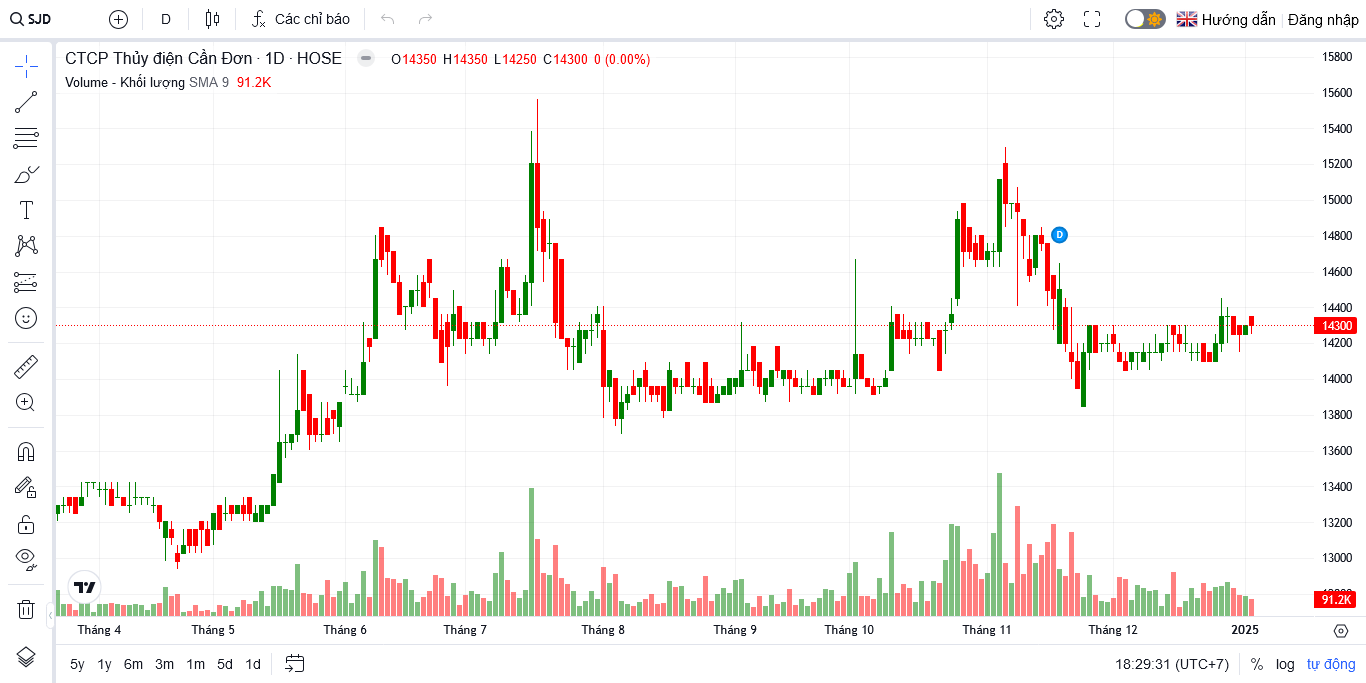 SJD D Các chỉ báo Hướng dẫn Đăng nhập
CTCP Thủy điện Cần Đơn · 1D · HOSE O14350 H14350 L14250 C14300 0 (0.00%)
Volume - Khối lượng SMA 9 91.2K
15800
15600
15400
15200
15000
14800
D
14600
14400
14300
14200
14000
13800
13600
13400
13200
13000
91.2K
Tháng 4 Tháng 5 Tháng 6 Tháng 7 Tháng 8 Tháng 9 Tháng 10 Tháng 11 Tháng 12 2025
5y 1y 6m 3m 1m 5d 1d 18:29:31 (UTC+7) % log tự động